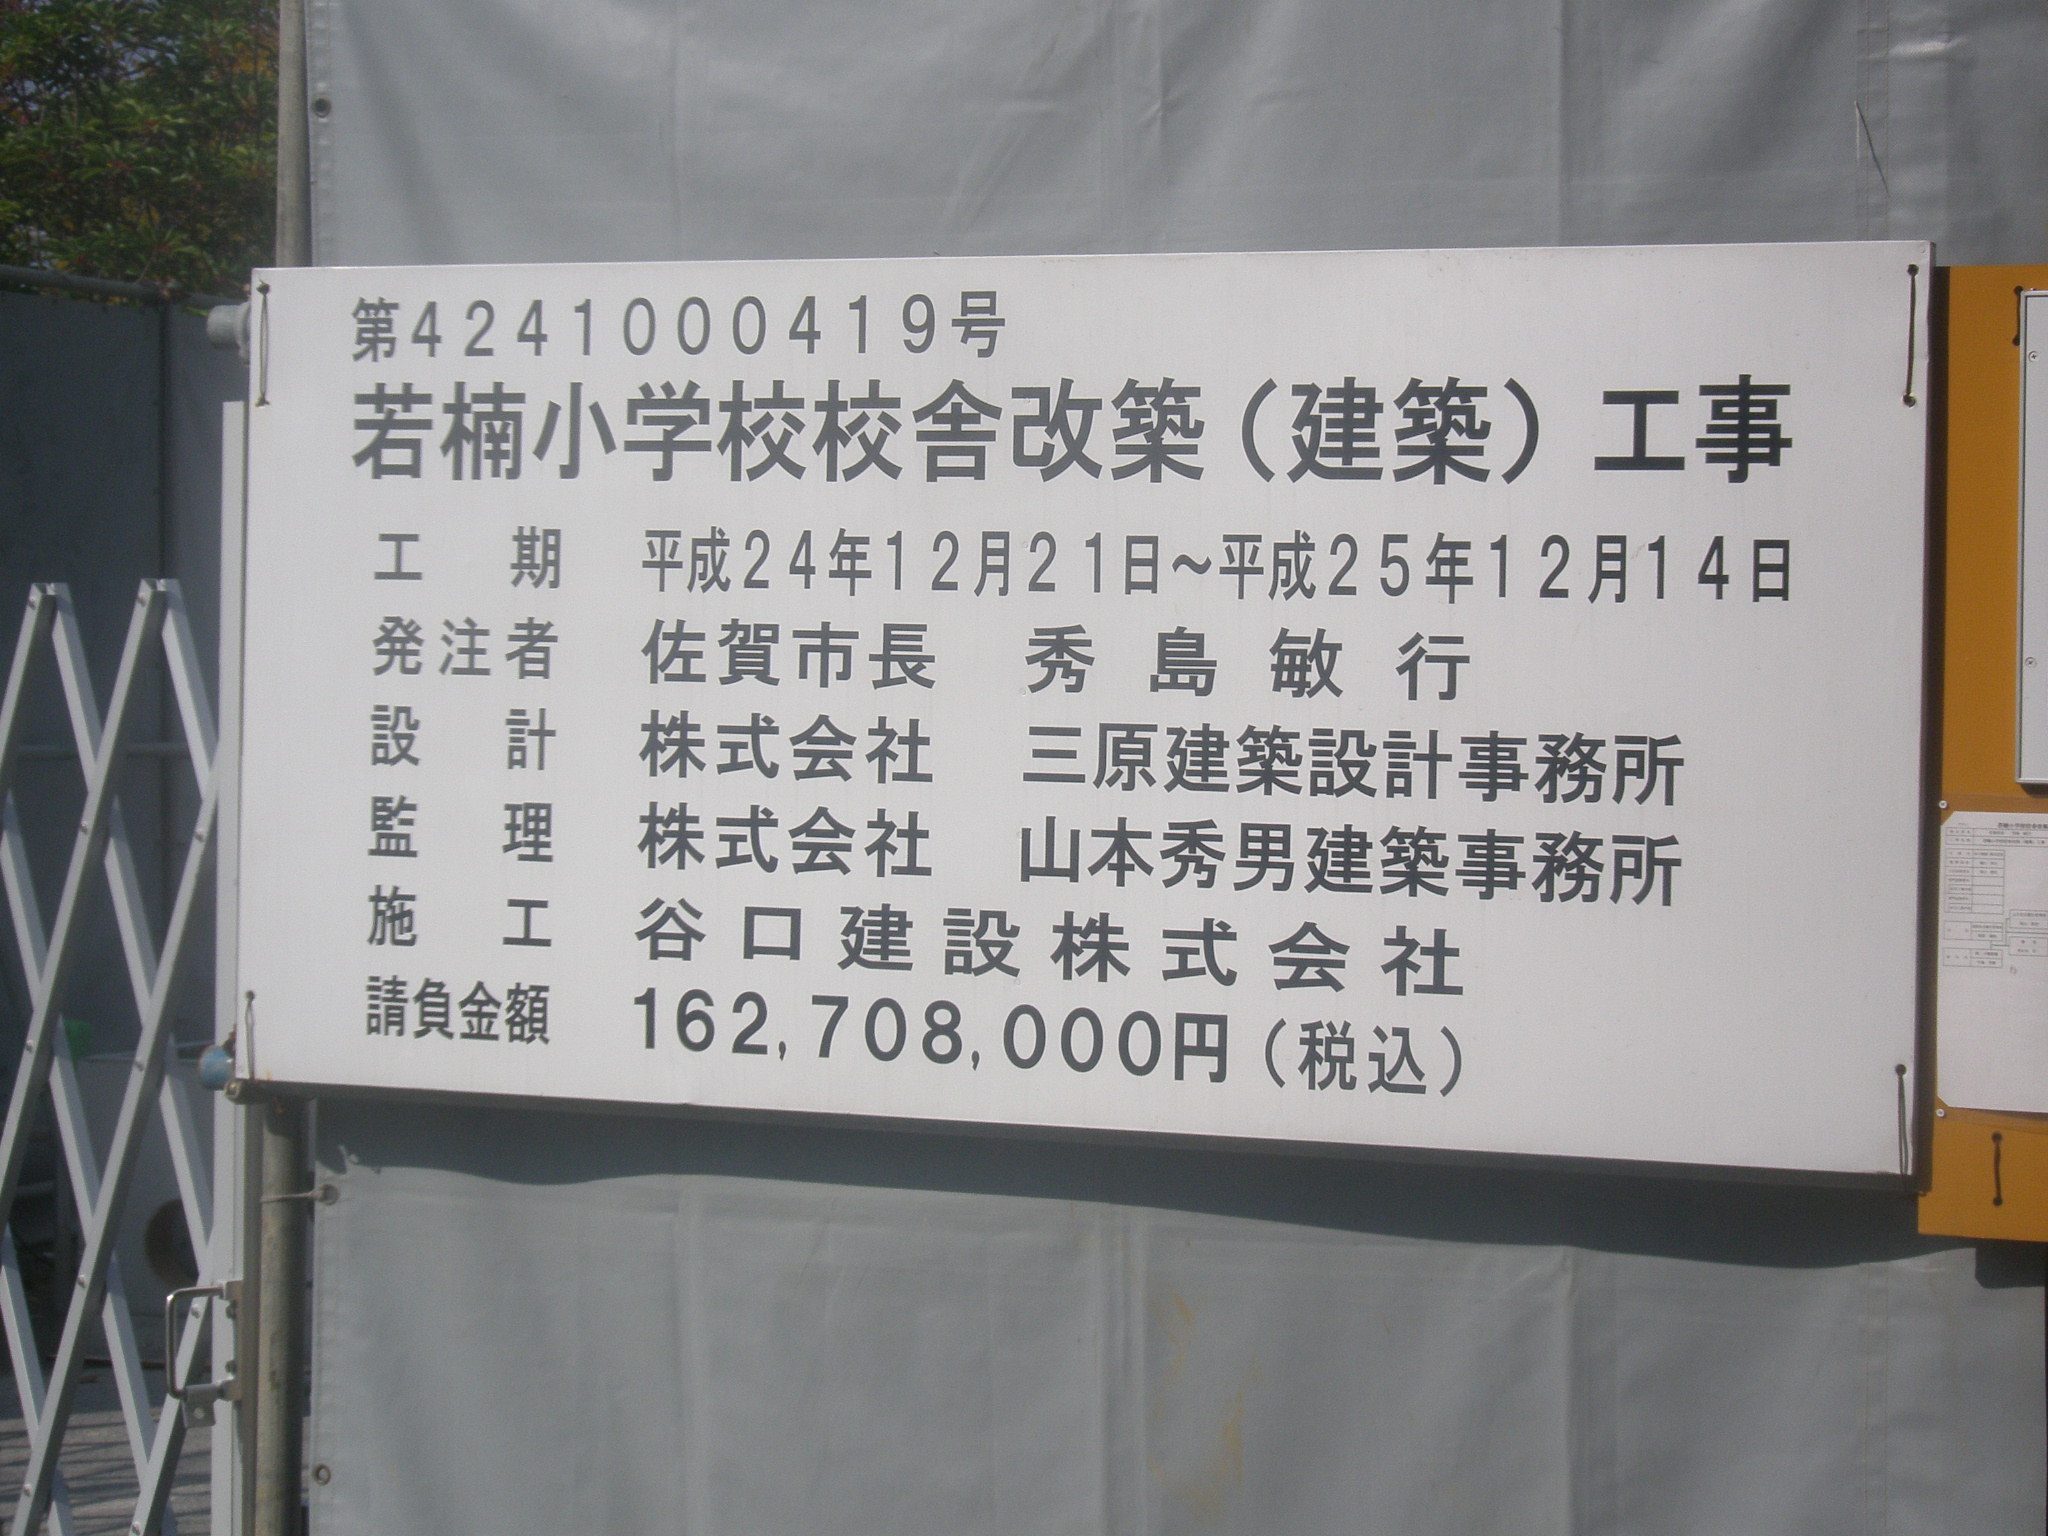 第4241000419号
若楠小学校校舎改築（建築）工事
工期 平成24年12月21日～平成25年12月14日
発注者 佐賀市長 秀島敏行
設計 株式会社 三原建築設計事務所
監理 株式会社 山本秀男建築事務所
施工 谷口建設株式会社
請負金額 162,708,000円（税込）